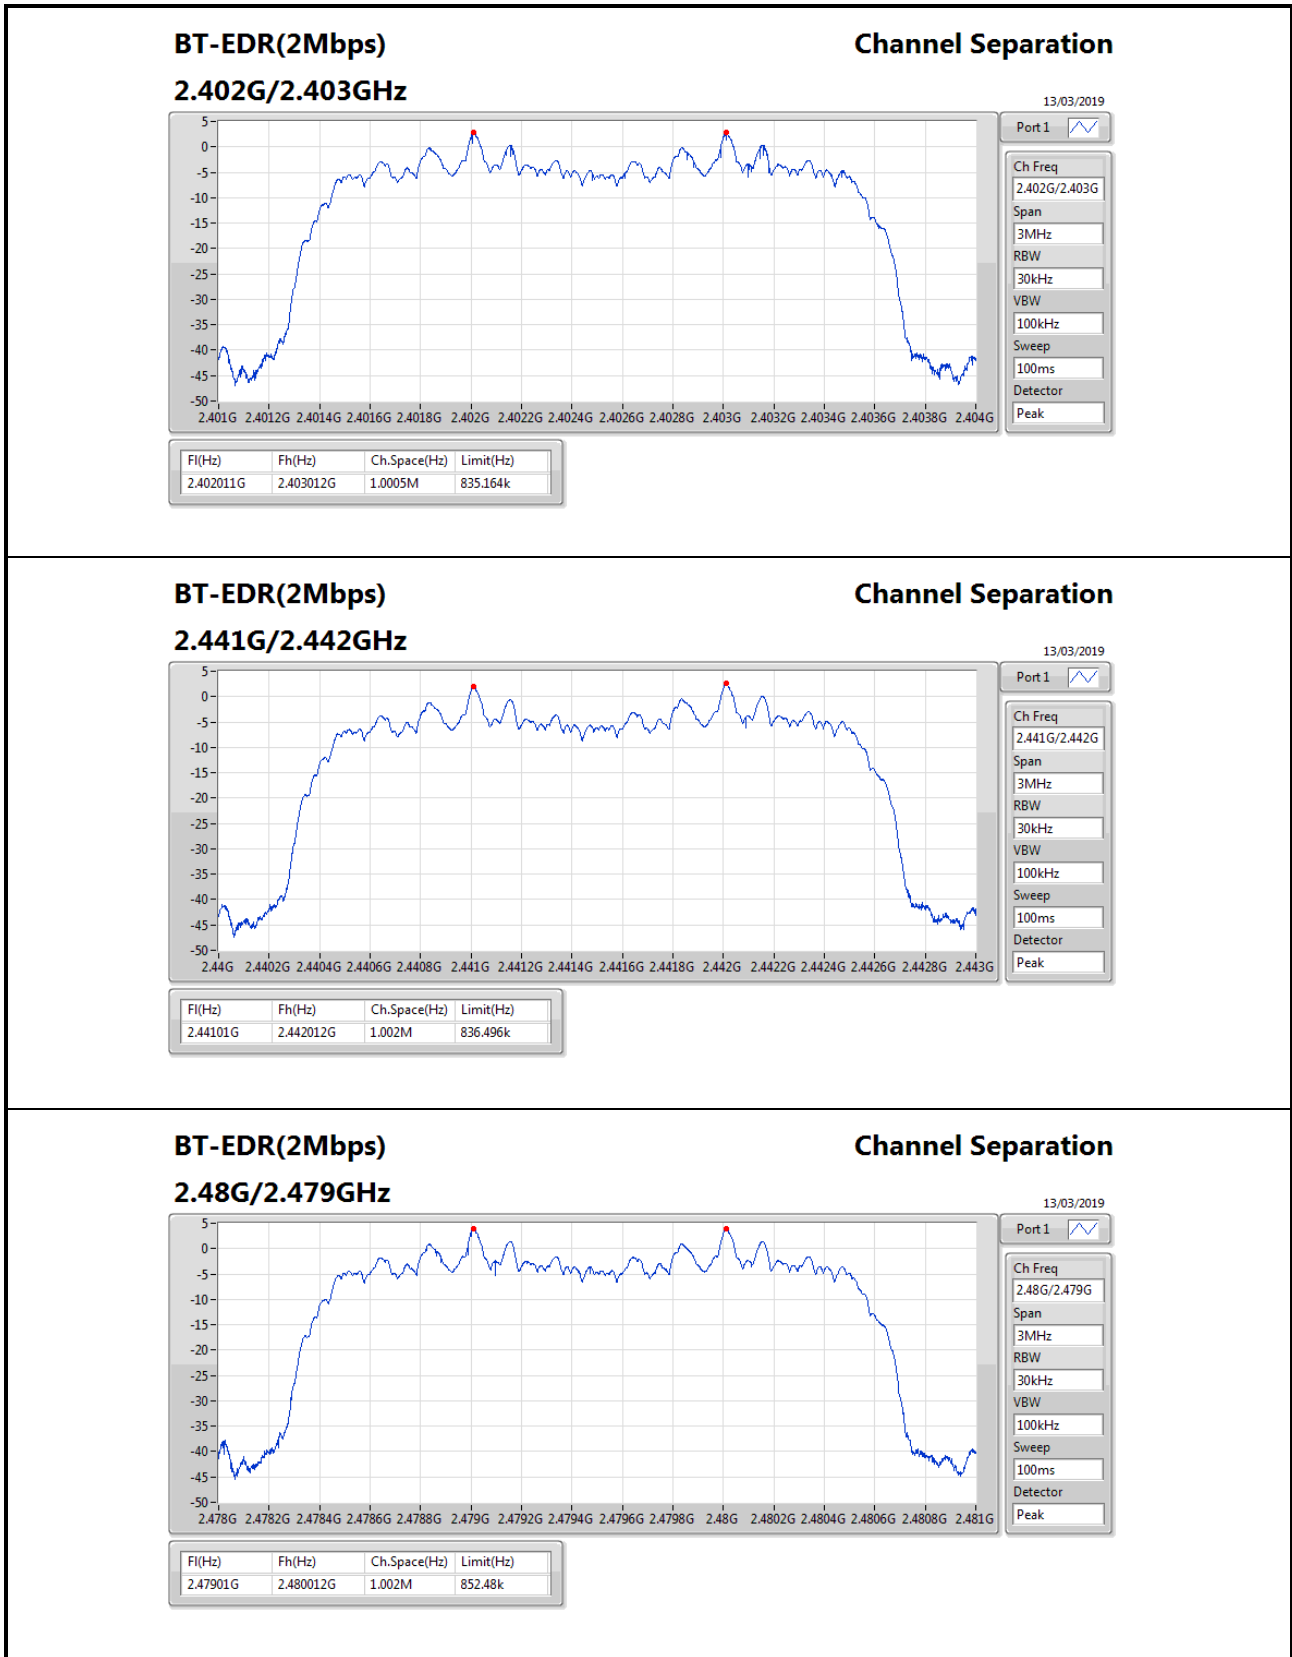 BT-EDR(2Mbps) Channel Separation
2.402G/2.403GHz
13/03/2019
Port 1
5
0
-5
-10
-15
-20
-25
-30
-35
-40
-45
-50
2.401G 2.4012G 2.4014G 2.4016G 2.4018G 2.402G 2.4022G 2.4024G 2.4026G 2.4028G 2.403G 2.4032G 2.4034G 2.4036G 2.4038G 2.404G
Ch Freq
2.402G/2.403G
Span
3MHz
RBW
30kHz
VBW
100kHz
Sweep
100ms
Detector
Peak
Fl(Hz) Fh(Hz) Ch.Space(Hz) Limit(Hz)
2.402011G 2.403012G 1.0005M 835.164k
BT-EDR(2Mbps) Channel Separation
2.441G/2.442GHz
13/03/2019
Port 1
5
0
-5
-10
-15
-20
-25
-30
-35
-40
-45
-50
2.44G 2.4402G 2.4404G 2.4406G 2.4408G 2.441G 2.4412G 2.4414G 2.4416G 2.4418G 2.442G 2.4422G 2.4424G 2.4426G 2.4428G 2.443G
Ch Freq
2.441G/2.442G
Span
3MHz
RBW
30kHz
VBW
100kHz
Sweep
100ms
Detector
Peak
Fl(Hz) Fh(Hz) Ch.Space(Hz) Limit(Hz)
2.44101G 2.442012G 1.002M 836.496k
BT-EDR(2Mbps) Channel Separation
2.48G/2.479GHz
13/03/2019
Port 1
5
0
-5
-10
-15
-20
-25
-30
-35
-40
-45
-50
2.478G 2.4782G 2.4784G 2.4786G 2.4788G 2.479G 2.4792G 2.4794G 2.4796G 2.4798G 2.48G 2.4802G 2.4804G 2.4806G 2.4808G 2.481G
Ch Freq
2.48G/2.479G
Span
3MHz
RBW
30kHz
VBW
100kHz
Sweep
100ms
Detector
Peak
Fl(Hz) Fh(Hz) Ch.Space(Hz) Limit(Hz)
2.47901G 2.480012G 1.002M 852.48k